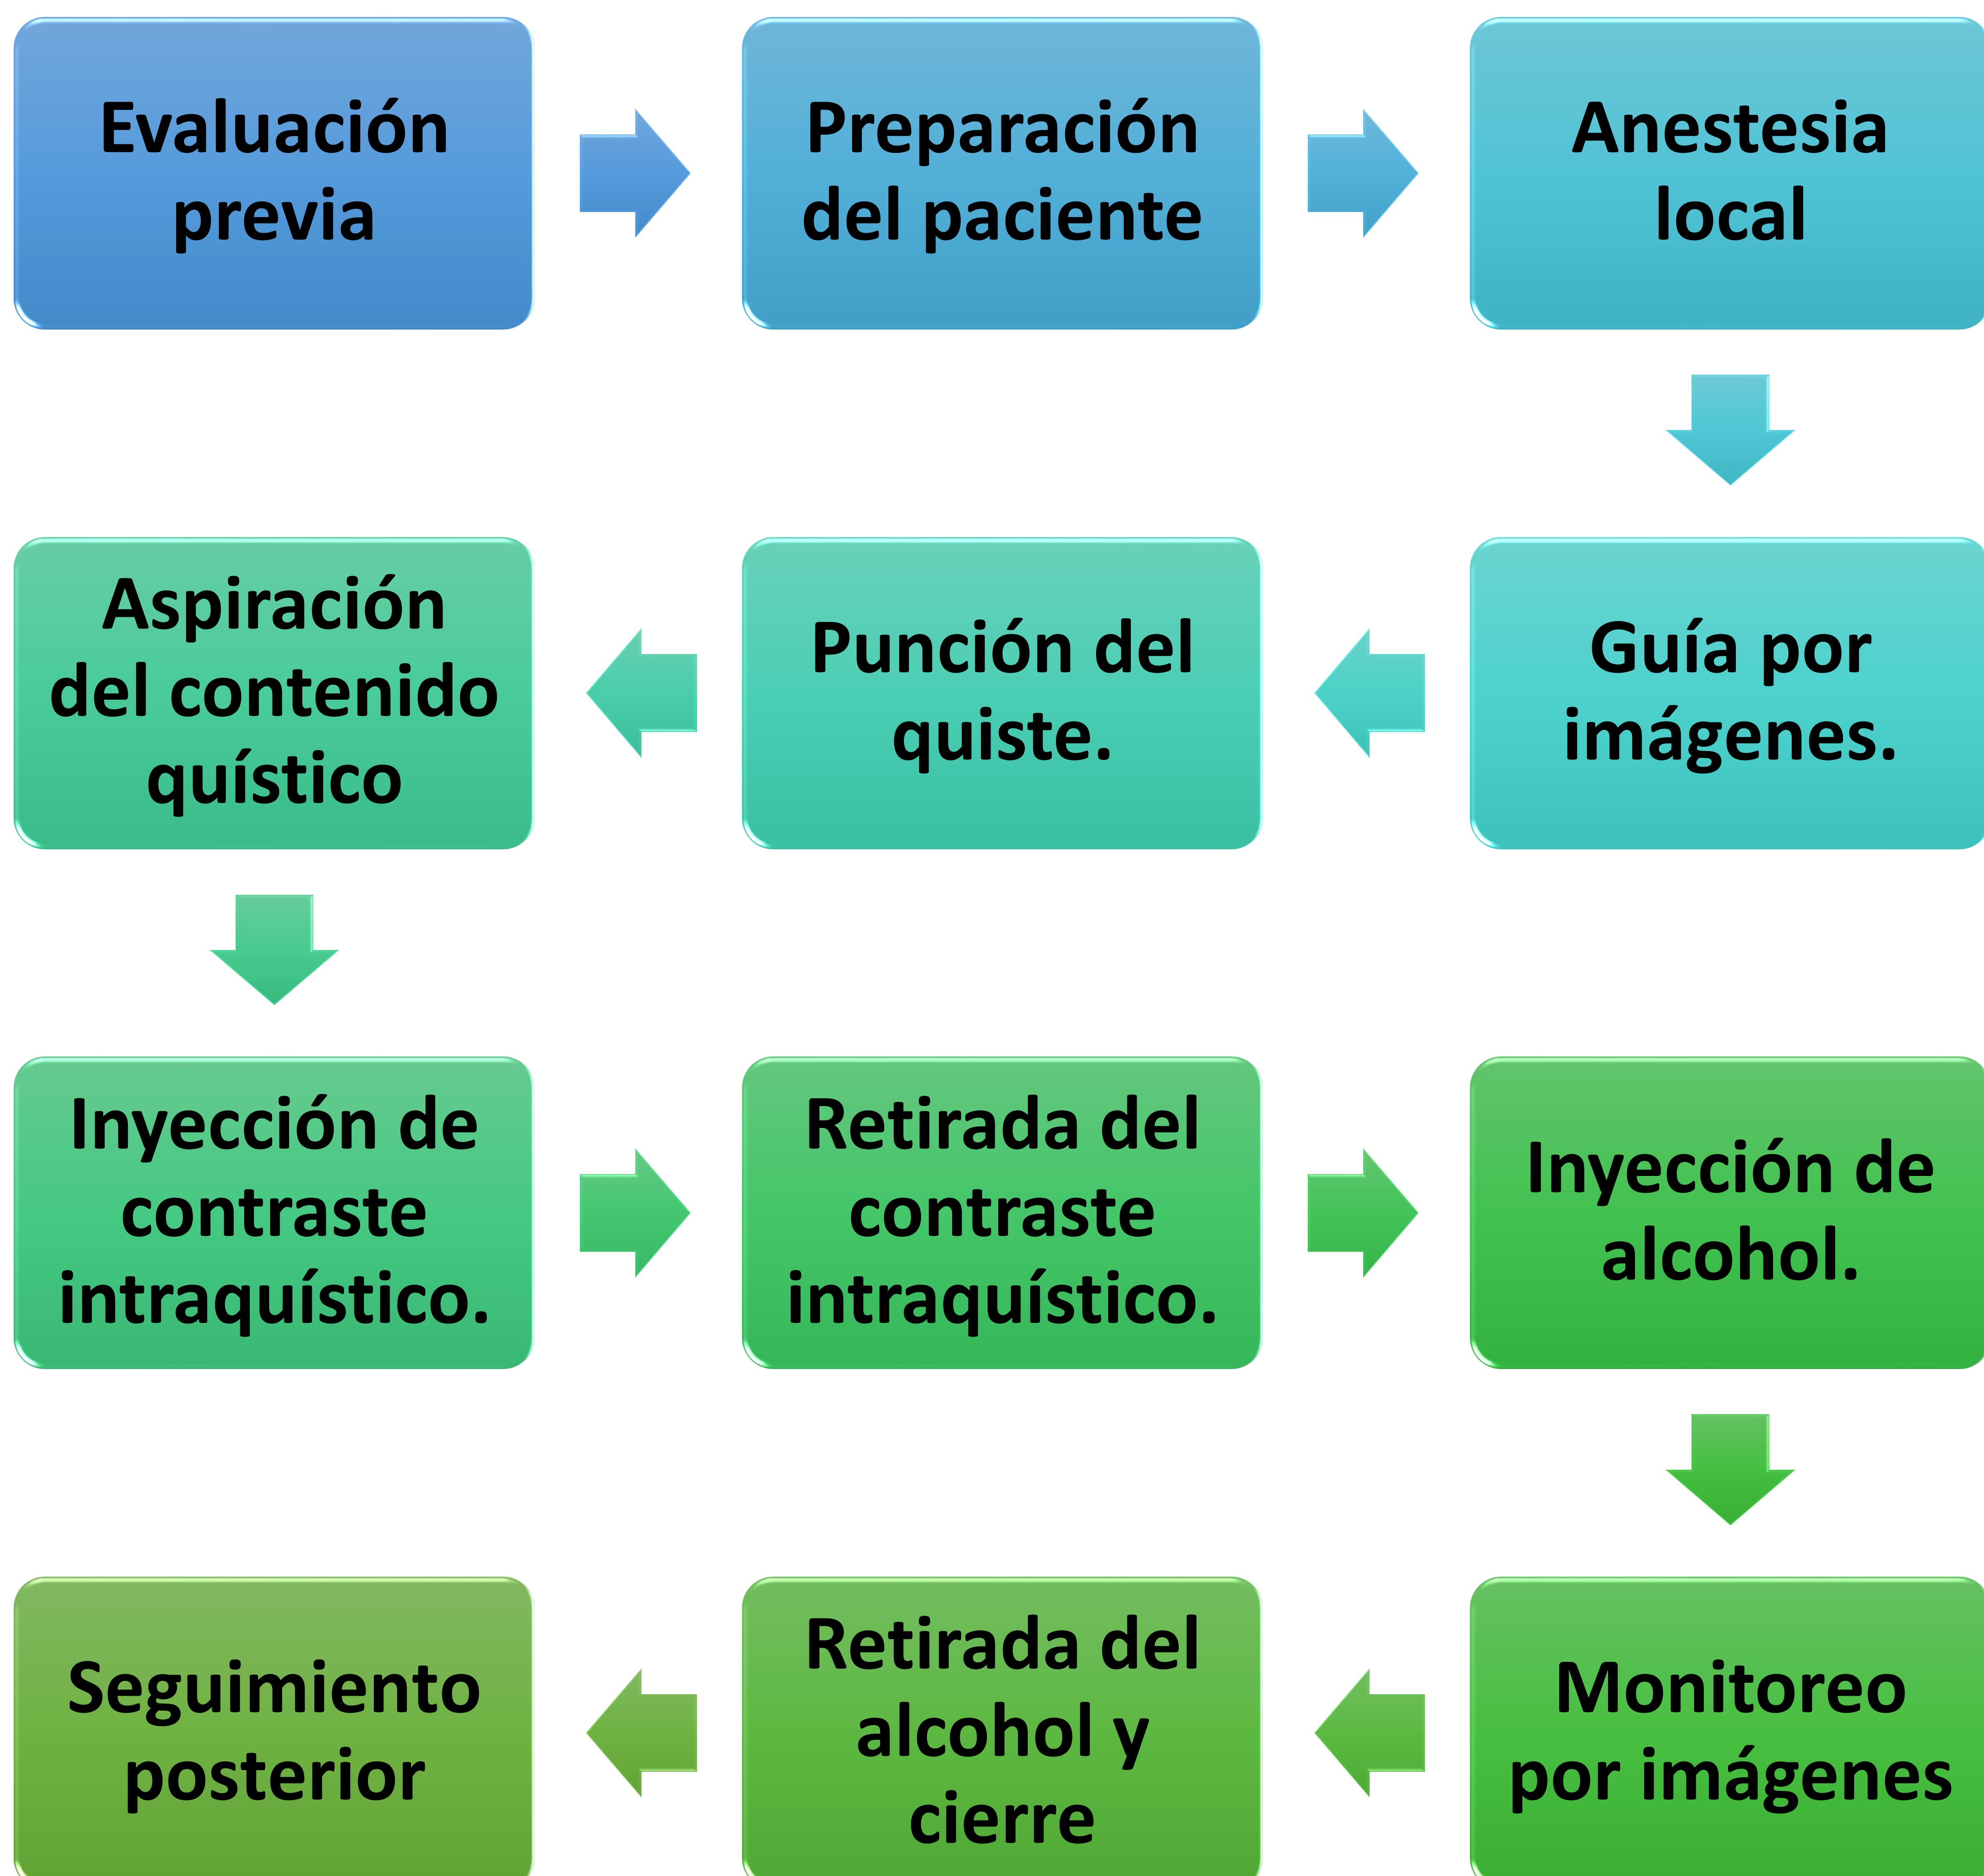 Evaluación
previa
Preparación
del paciente
Anestesia
local
Guía por
imágenes.
Punción del
quiste.
Aspiración
del contenido
quístico
Inyección de
contraste
intraquístico.
Retirada del
contraste
intraquístico.
Inyección de
alcohol.
Monitoreo
por imágenes
Retirada del
alcohol y
cierre
Seguimiento
posterior